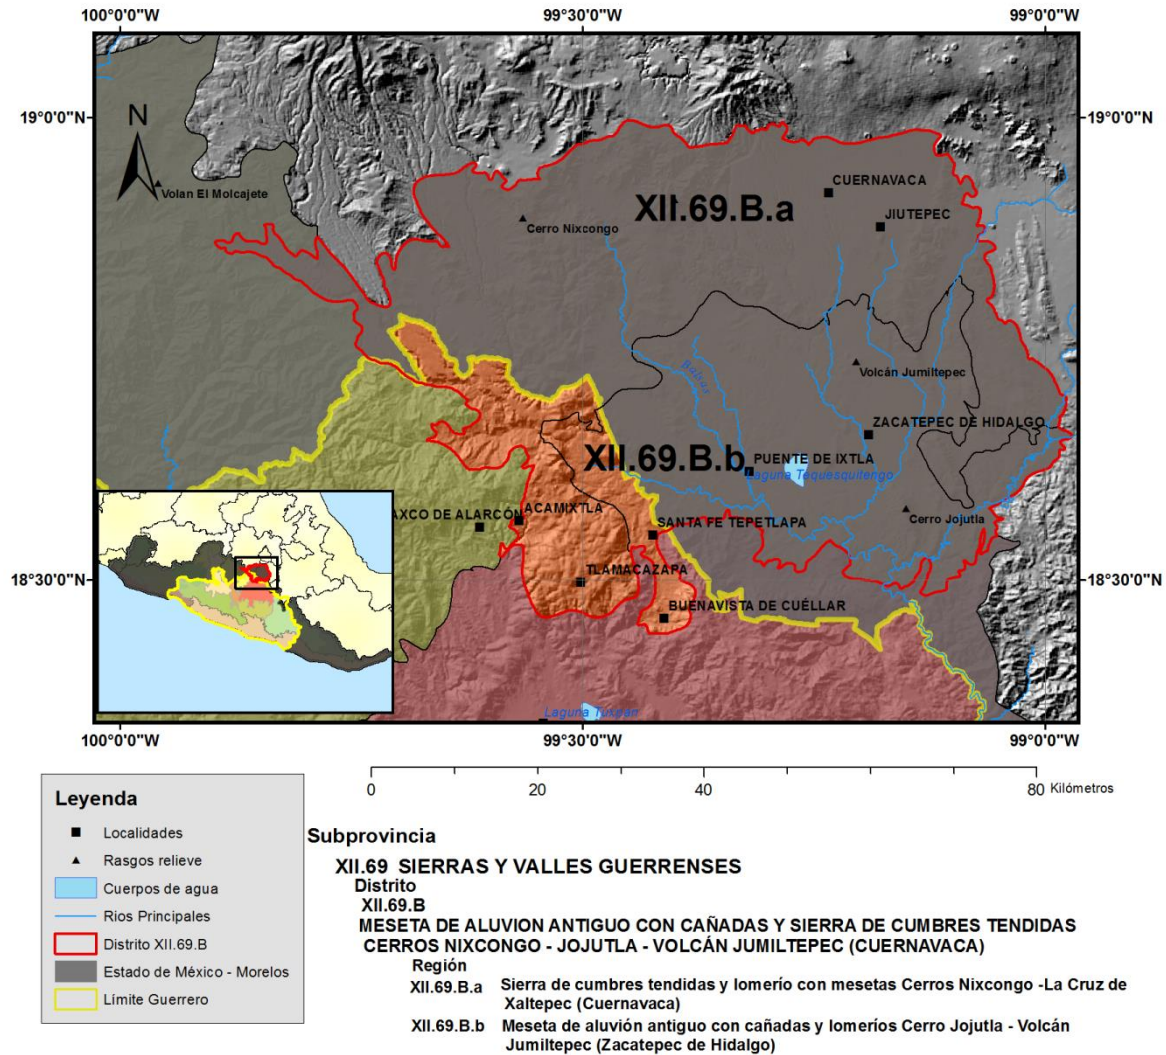 100°0'0"W
99°30'0"W
99°0'0"W
19°0'0"N
19°0'0"N
N
Volan El Molcajete
Cerro Nixcongo
XII.69.B.a
CUERNAVACA
JIUTEPEC
Volcán Jumiltepec
Balsas
ZACATEPEC DE HIDALGO
XII.69.B.b
PUENTE DE IXTLA
Laguna Tequesquitengo
AXCO DE ALARCÓN
ACAMIXTLA
Cerro Jojutla
SANTA FE TEPETLAPA
18°30'0"N
18°30'0"N
TLAMACAZAPA
BUENAVISTA DE CUÉLLAR
Laguna Tuxpan
100°0'0"W
99°30'0"W
99°0'0"W
0 20 40 80 Kilómetros
Leyenda
Localidades
Rasgos relieve
Cuerpos de agua
Rios Principales
Distrito XII.69.B
Estado de México - Morelos
Límite Guerrero
Subprovincia
XII.69 SIERRAS Y VALLES GUERRENSES
Distrito
XII.69.B
MESETA DE ALUVION ANTIGUO CON CAÑADAS Y SIERRA DE CUMBRES TENDIDAS
CERROS NIXCONGO - JOJUTLA - VOLCÁN JUMILTEPEC (CUERNAVACA)
Región
XII.69.B.a Sierra de cumbres tendidas y lomerío con mesetas Cerros Nixcongo -La Cruz de
Xaltepec (Cuernavaca)
XII.69.B.b Meseta de aluvión antiguo con cañadas y lomeríos Cerro Jojutla - Volcán
Jumiltepec (Zacatepec de Hidalgo)